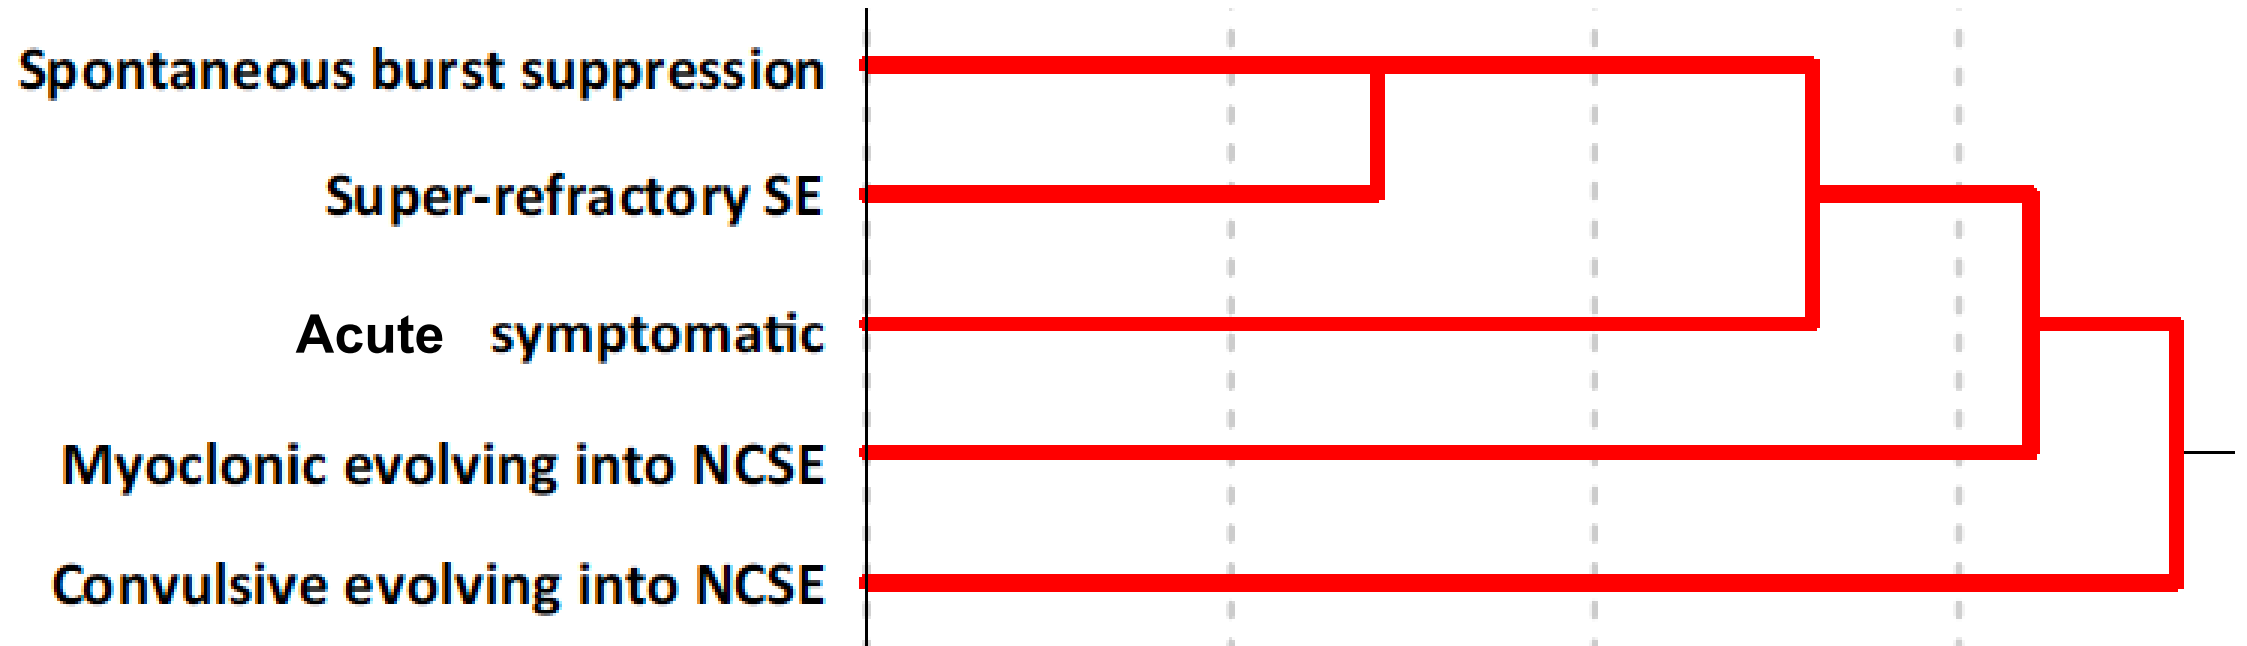 Spontaneous burst suppression
Super-refractory SE
Acute symptomatic
Myoclonic evolving into NCSE
Convulsive evolving into NCSE